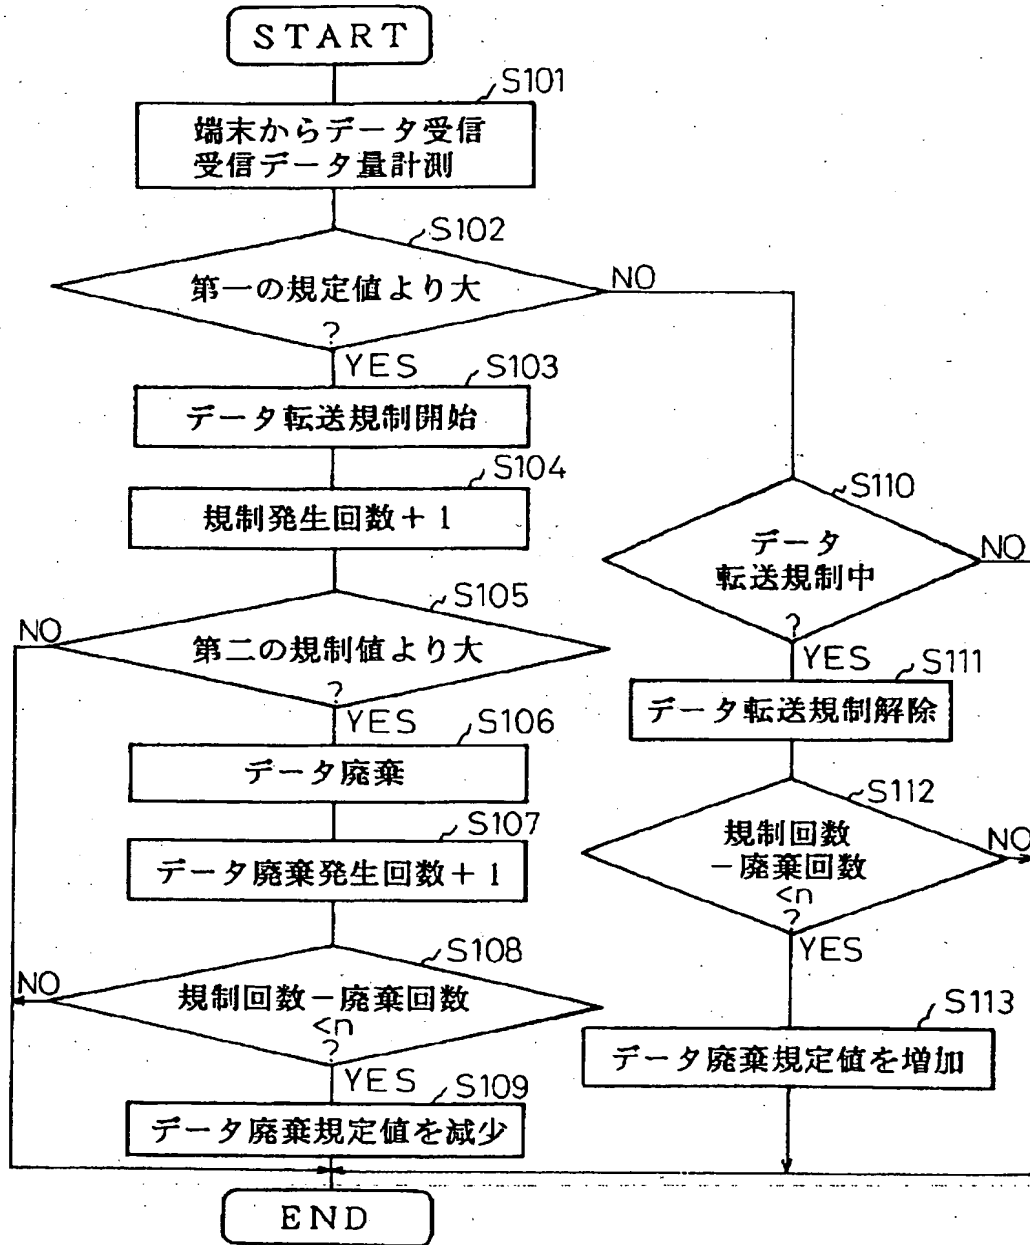 START
S101
端末からデータ受信
受信データ量計測
S102
第一の規定値より大
?
NO
YES
S103
データ転送規制開始
S104
規制発生回数+1
S105
第二の規制値より大
?
NO
YES
S106
データ廃棄
S107
データ廃棄発生回数+1
S108
規制回数-廃棄回数
<n
?
NO
YES
S109
データ廃棄規定値を減少
END
S110
データ
転送規制中
?
NO
YES
S111
データ転送規制解除
S112
規制回数
-廃棄回数
<n
?
NO
YES
S113
データ廃棄規定値を増加